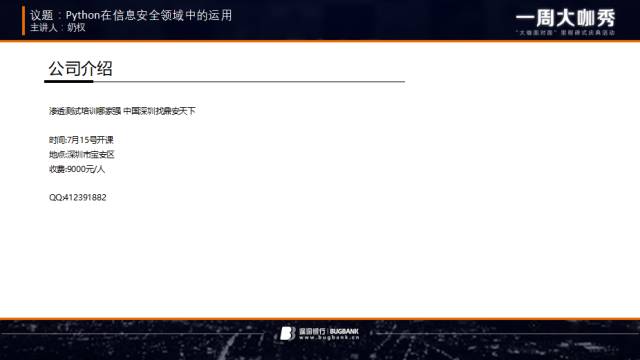 议题：Python在信息安全领域中的运用
主讲人：奶权
一周大咖秀
"大咖面对面"里程碑式庆典活动
公司介绍
渗透测试培训哪家强 中国深圳找鼎安天下
时间:7月15号开课
地点:深圳市宝安区
收费:9000元/人
QQ:412391882
漏洞银行 | BUGBANK
www.bugbank.cn